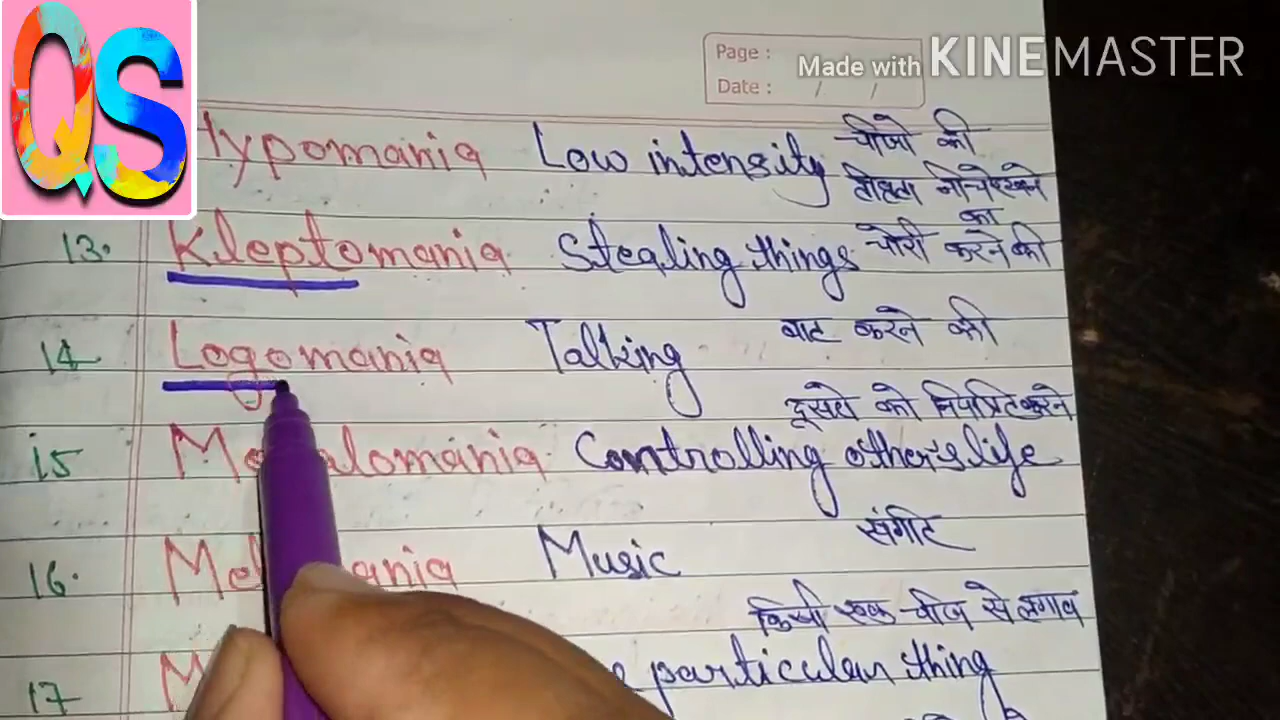 QS
Page :
Date : / /
Made with KINEMASTER
Hypomania Low intensity चीजो की
का
13. Kleptomania Stealing things चोरी करने की
14 Logomania Talking बात करने की
दूसरो को नियंत्रित करने
15 Megalomania Controlling other's life
संगीत
16. Music
किसी एक चीज से लगाव
17 particular thing